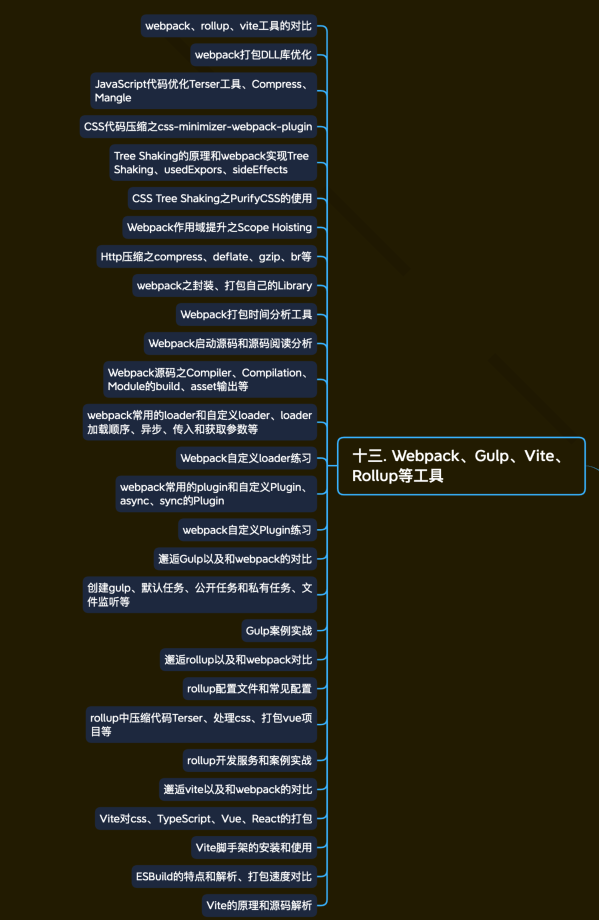 webpack、rollup、vite工具的对比
webpack打包DLL库优化
JavaScript代码优化Terser工具、Compress、
Mangle
CSS代码压缩之css-minimizer-webpack-plugin
Tree Shaking的原理和webpack实现Tree
Shaking、usedExpors、sideEffects
CSS Tree Shaking之PurifyCSS的使用
Webpack作用域提升之Scope Hoisting
Http压缩之compress、deflate、gzip、br等
webpack之封装、打包自己的Library
Webpack打包时间分析工具
Webpack启动源码和源码阅读分析
Webpack源码之Compiler、Compilation、
Module的build、asset输出等
webpack常用的loader和自定义loader、loader
加载顺序、异步、传入和获取参数等
Webpack自定义loader练习
webpack常用的plugin和自定义Plugin、
async、sync的Plugin
webpack自定义Plugin练习
邂逅Gulp以及和webpack的对比
创建gulp、默认任务、公开任务和私有任务、文
件监听等
Gulp案例实战
邂逅rollup以及和webpack对比
rollup配置文件和常见配置
rollup中压缩代码Terser、处理css、打包vue项
目等
rollup开发服务和案例实战
邂逅vite以及和webpack的对比
Vite对css、TypeScript、Vue、React的打包
Vite脚手架的安装和使用
ESBuild的特点和解析、打包速度对比
Vite的原理和源码解析
十三. Webpack、Gulp、Vite、
Rollup等工具